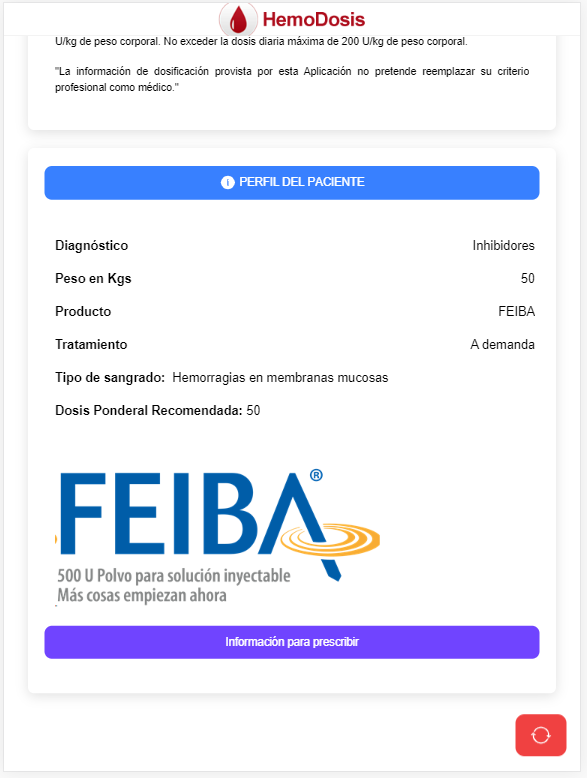 HemoDosis
U/kg de peso corporal. No exceder la dosis diaria máxima de 200 U/kg de peso corporal.
"La información de dosificación provista por esta Aplicación no pretende reemplazar su criterio
profesional como médico."
PERFIL DEL PACIENTE
Diagnóstico Inhibidores
Peso en Kgs 50
Producto FEIBA
Tratamiento A demanda
Tipo de sangrado: Hemorragias en membranas mucosas
Dosis Ponderal Recomendada: 50
FEIBA®
500 U Polvo para solución inyectable
Más cosas empiezan ahora
Información para prescribir